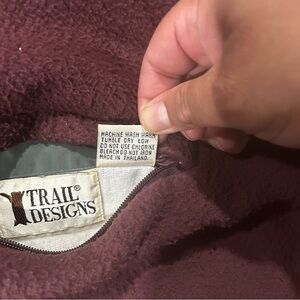 MACHINE WASH WARM
TUMBLE DRY LOW
DO NOT USE CHLORINE
BLEACH DO NOT IRON
MADE IN THAILAND.
TRAIL®
DESIGNS